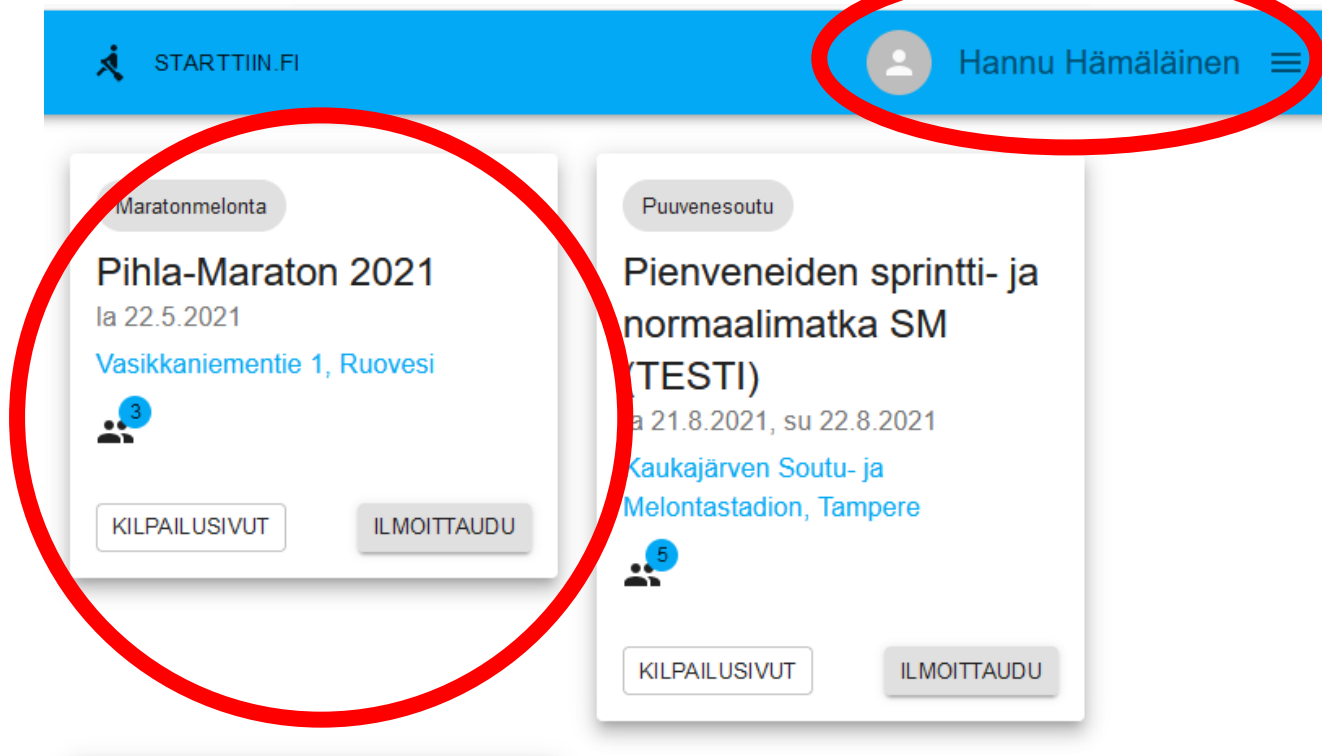 STARTTIIN.FI
Hannu Hämäläinen
Maratonmelonta
Pihla-Maraton 2021
la 22.5.2021
Vasikkaniementie 1, Ruovesi
3
KILPAILUSIVUT
ILMOITTAUDU
Puuvenesoutu
Pienveneiden sprintti- ja
normaalimatka SM
(TESTI)
la 21.8.2021, su 22.8.2021
Kaukajärven Soutu- ja
Melontastadion, Tampere
5
KILPAILUSIVUT
ILMOITTAUDU